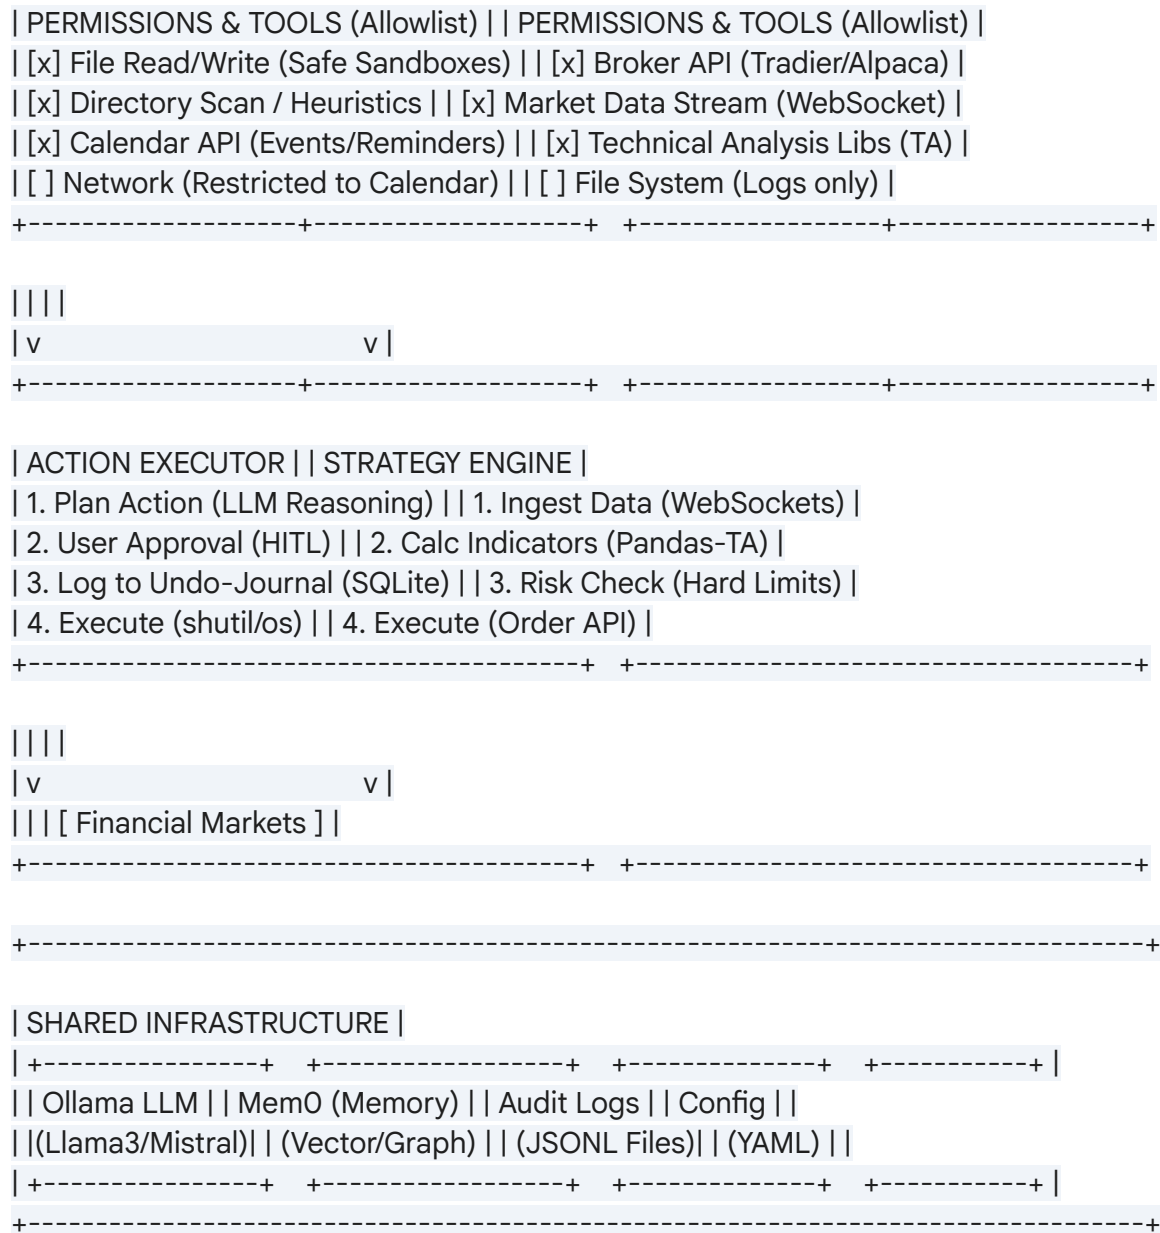 | PERMISSIONS & TOOLS (Allowlist) | | PERMISSIONS & TOOLS (Allowlist) |
| [x] File Read/Write (Safe Sandboxes) | | [x] Broker API (Tradier/Alpaca) |
| [x] Directory Scan / Heuristics | | [x] Market Data Stream (WebSocket) |
| [x] Calendar API (Events/Reminders) | | [x] Technical Analysis Libs (TA) |
| [ ] Network (Restricted to Calendar) | | [ ] File System (Logs only) |
+--------------------+--------------------+ +------------------+------------------+
| | | |
| v v |
+--------------------+--------------------+ +------------------+------------------+
| ACTION EXECUTOR | | STRATEGY ENGINE |
| 1. Plan Action (LLM Reasoning) | | 1. Ingest Data (WebSockets) |
| 2. User Approval (HITL) | | 2. Calc Indicators (Pandas-TA) |
| 3. Log to Undo-Journal (SQLite) | | 3. Risk Check (Hard Limits) |
| 4. Execute (shutil/os) | | 4. Execute (Order API) |
+-----------------------------------------+ +-------------------------------------+
| | | |
| v v |
| | | [ Financial Markets ] |
+-----------------------------------------+ +-------------------------------------+
+-----------------------------------------------------------------------------------+
| SHARED INFRASTRUCTURE |
| +-----------------+ +------------------+ +--------------+ +-----------+ |
| | Ollama LLM | | Mem0 (Memory) | | Audit Logs | | Config | |
| |(Llama3/Mistral)| | (Vector/Graph) | | (JSONL Files)| | (YAML) | |
| +-----------------+ +------------------+ +--------------+ +-----------+ |
+-----------------------------------------------------------------------------------+